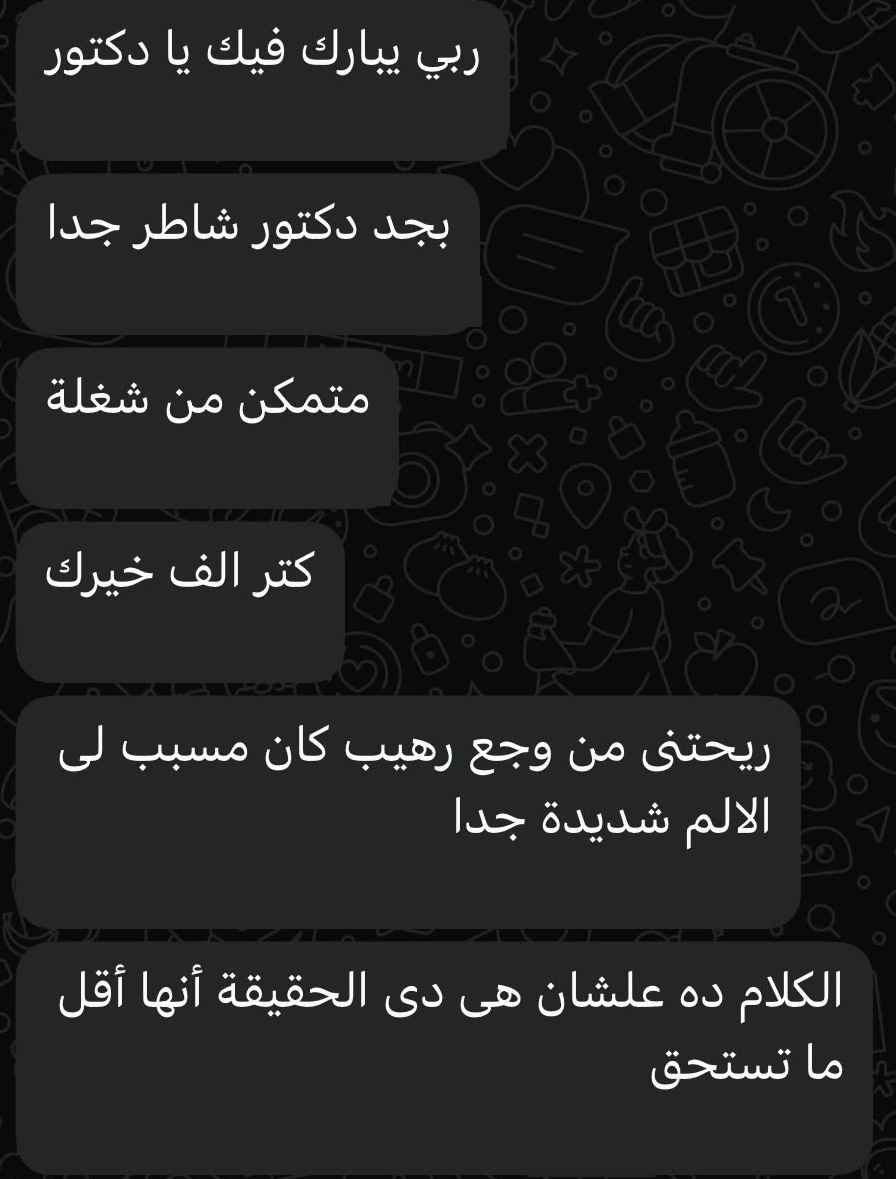 ربي يبارك فيك يا دكتور
بجد دكتور شاطر جدا
متمكن من شغلة
كتر الف خيرك
ريحتنى من وجع رهيب كان مسبب لى
الالم شديدة جدا
الكلام ده علشان هى دى الحقيقة أنها أقل
ما تستحق